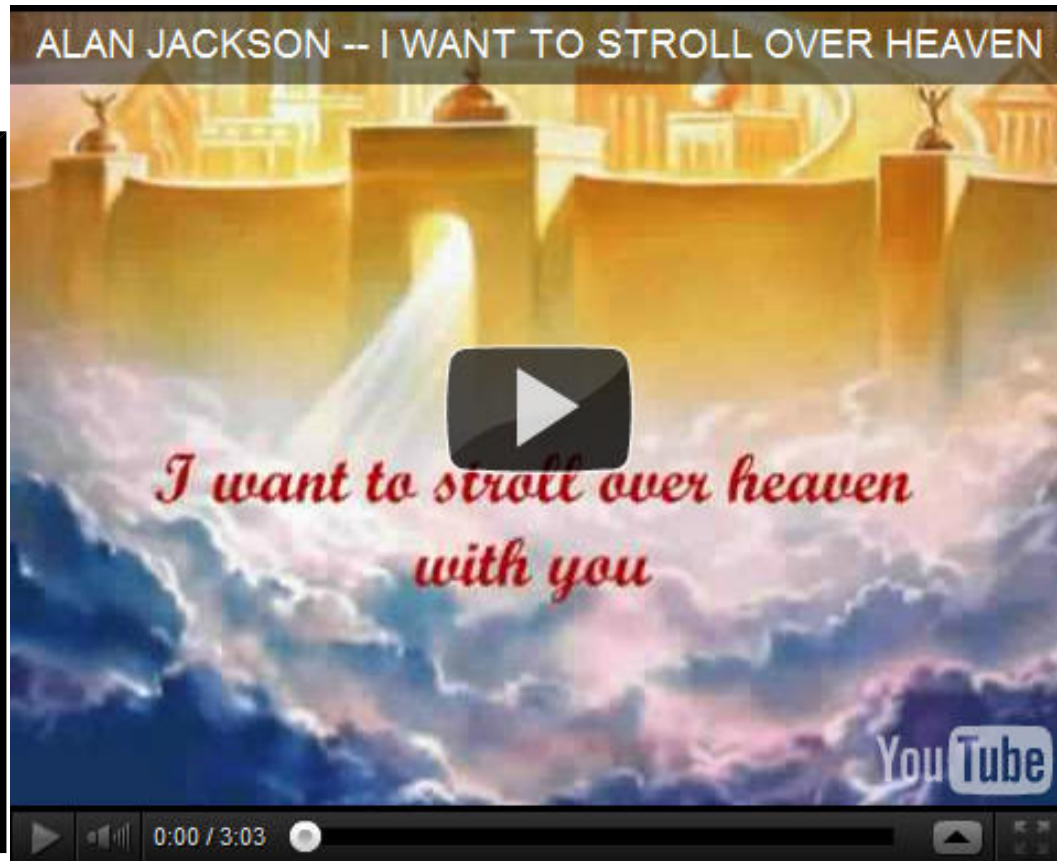 ALAN JACKSON -- I WANT TO STROLL OVER HEAVEN
I want to stroll over heaven
with you
YouTube
0:00 / 3:03